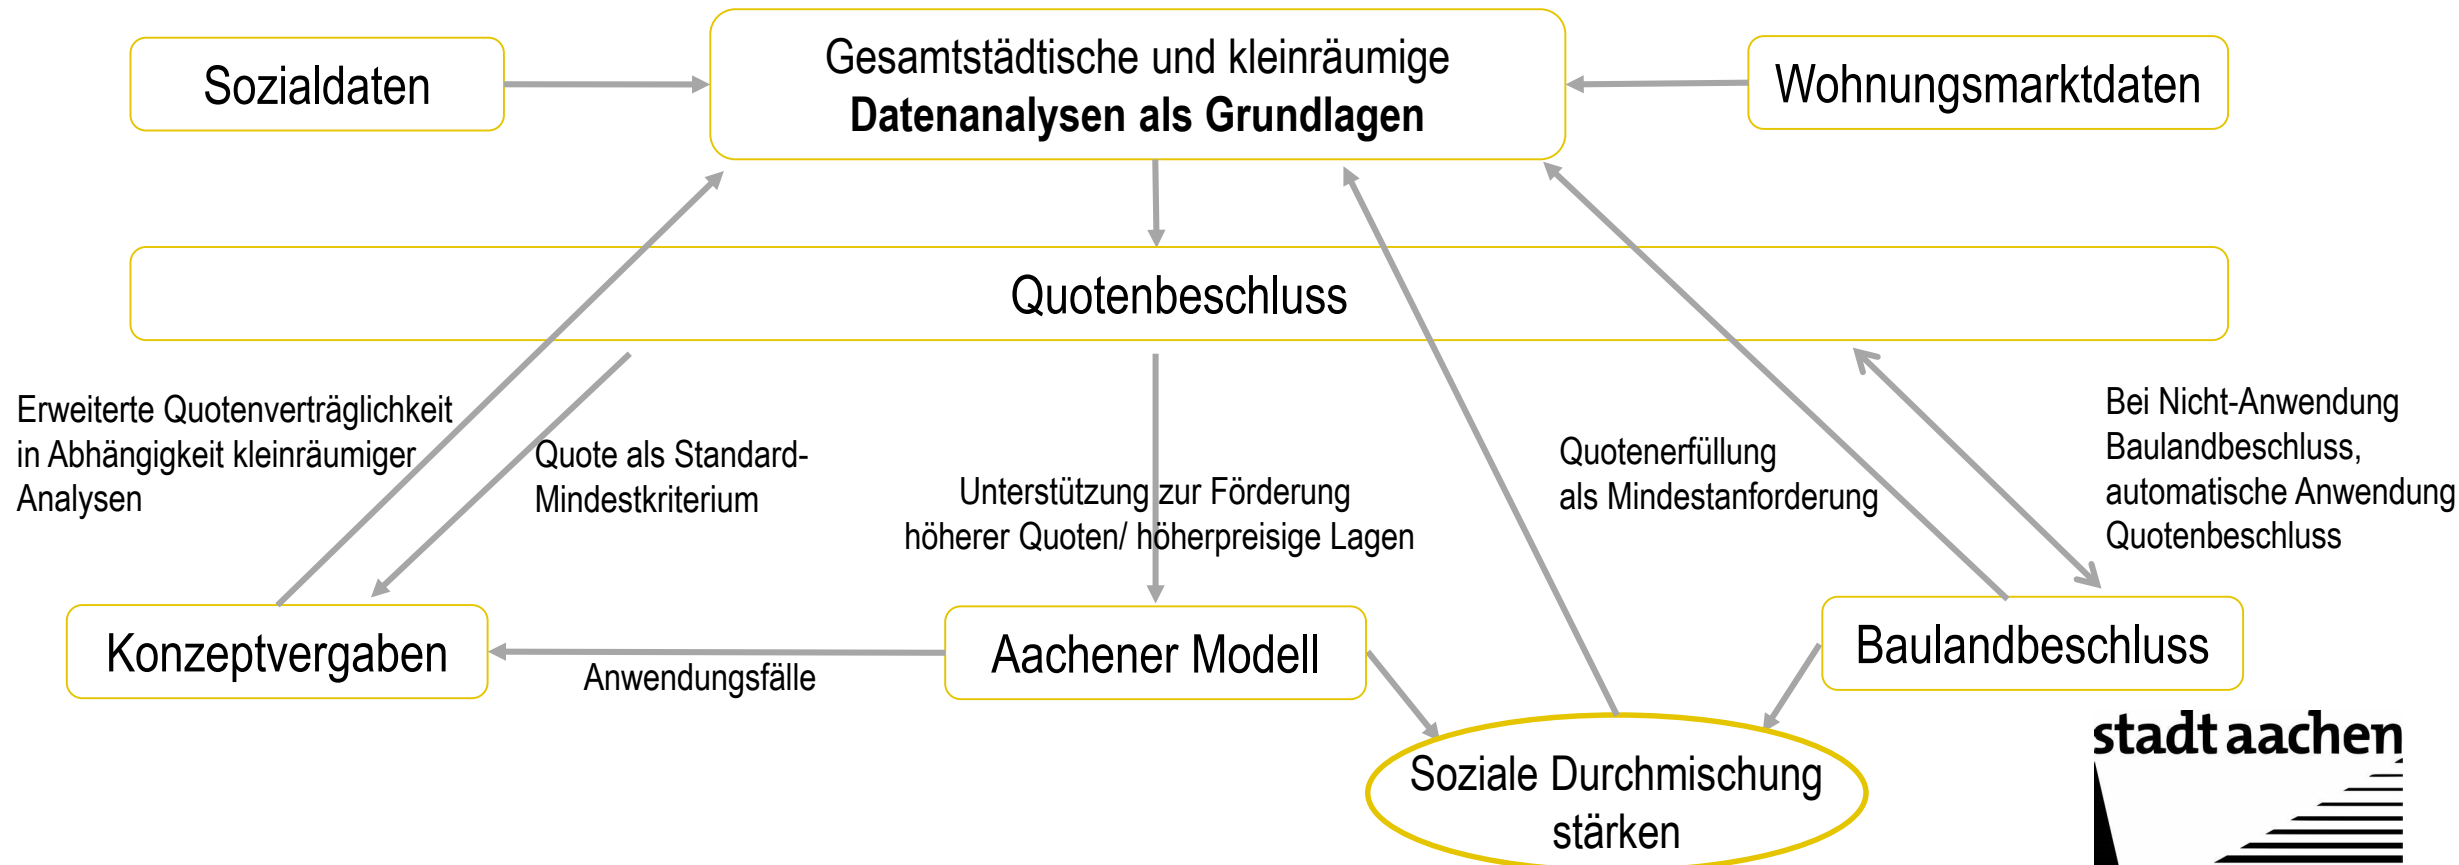 Sozialdaten
Gesamtstädtische und kleinräumige
Datenanalysen als Grundlagen
Wohnungsmarktdaten
Quotenbeschluss
Erweiterte Quotenverträglichkeit
in Abhängigkeit kleinräumiger
Analysen
Quote als Standard-
Mindestkriterium
Unterstützung zur Förderung
höherer Quoten/ höherpreisige Lagen
Quotenerfüllung
als Mindestanforderung
Bei Nicht-Anwendung
Baulandbeschluss,
automatische Anwendung
Quotenbeschluss
Konzeptvergaben
Anwendungsfälle
Aachener Modell
Baulandbeschluss
Soziale Durchmischung
stärken
stadt aachen